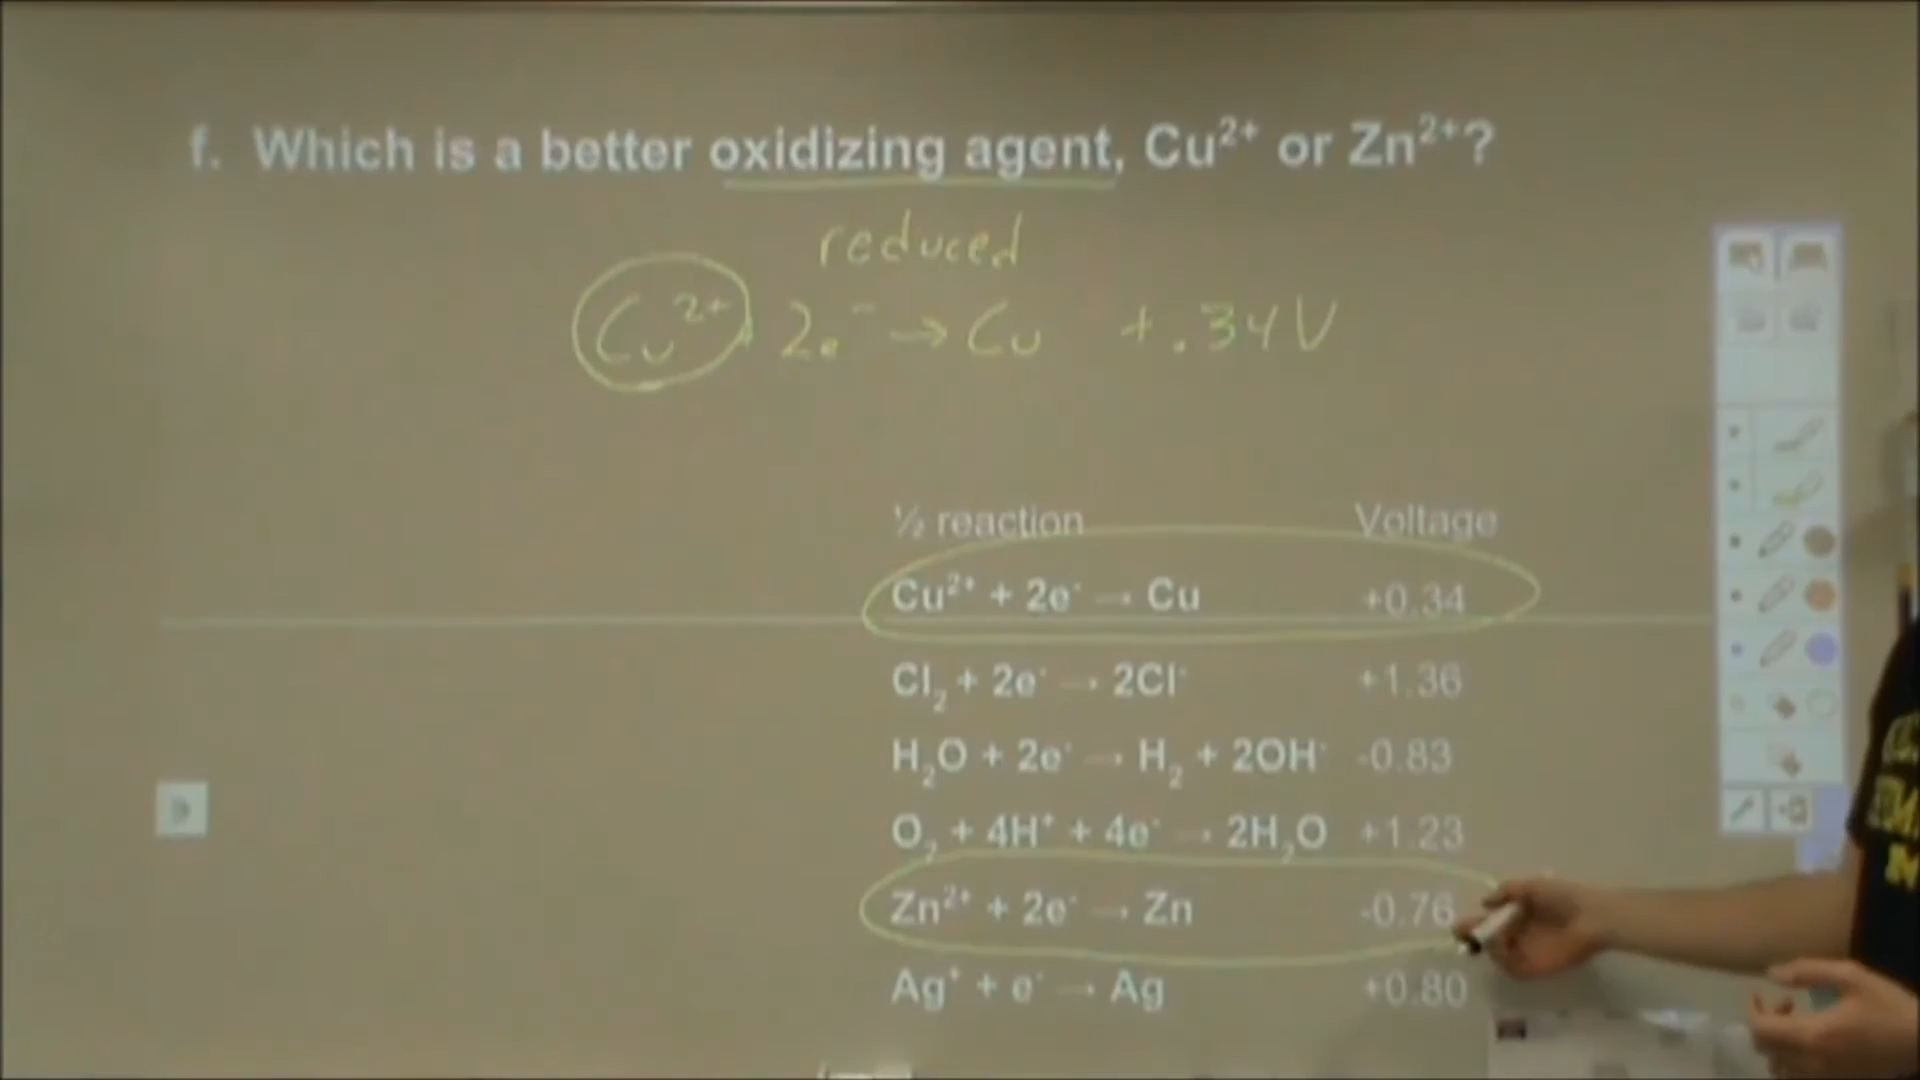 f. Which is a better oxidizing agent, Cu²⁺ or Zn²⁺?
reduced
Cu²⁺ + 2e⁻ → Cu +.34V
½ reaction Voltage
Cu²⁺ + 2e⁻ → Cu +0.34
Cl₂ + 2e⁻ → 2Cl⁻ +1.36
H₂O + 2e⁻ → H₂ + 2OH⁻ -0.83
O₂ + 4H⁺ + 4e⁻ → 2H₂O +1.23
Zn²⁺ + 2e⁻ → Zn -0.76
Ag⁺ + e⁻ → Ag +0.80